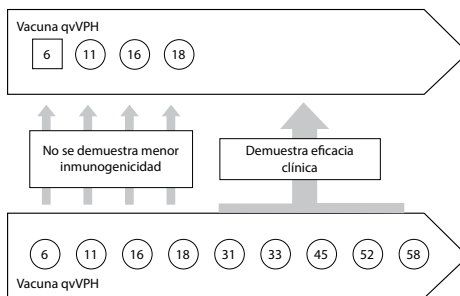 Vacuna qvVPH
6 11 16 18
No se demuestra menor
inmunogenicidad
Demuestra eficacia
clínica
6 11 16 18 31 33 45 52 58
Vacuna qvVPH